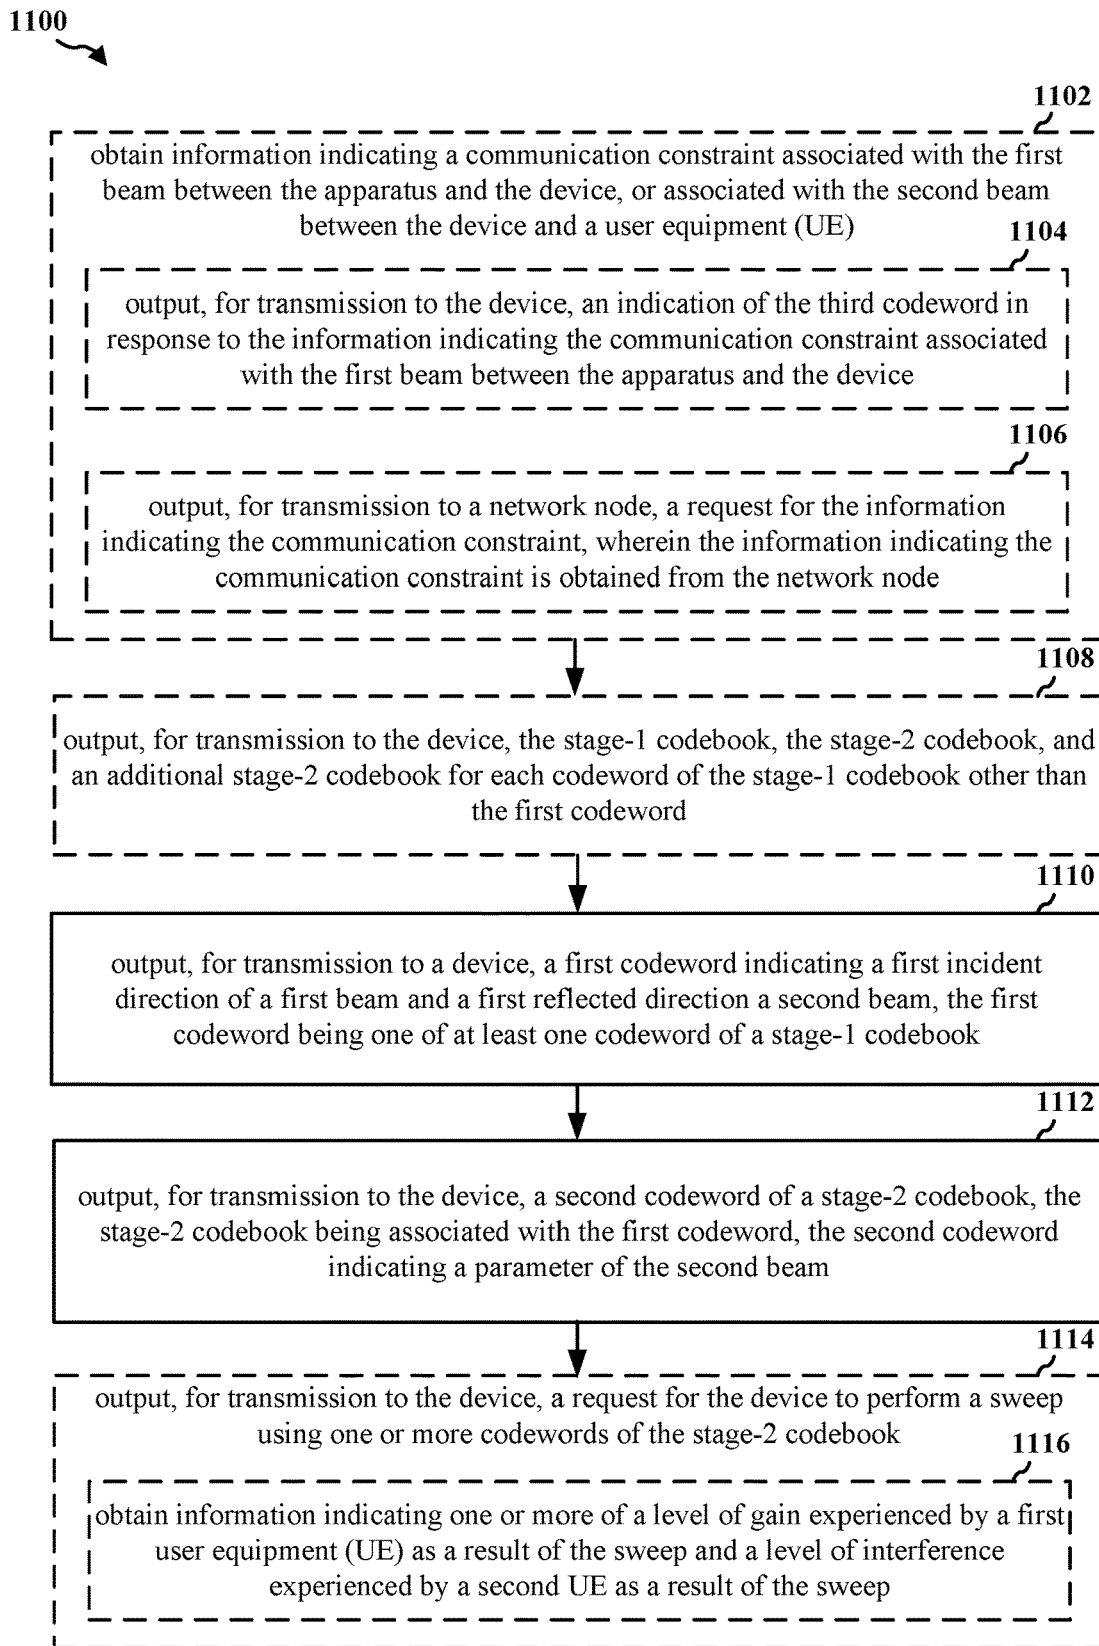 1100
1102
obtain information indicating a communication constraint associated with the first
beam between the apparatus and the device, or associated with the second beam
between the device and a user equipment (UE)
1104
output, for transmission to the device, an indication of the third codeword in
response to the information indicating the communication constraint associated
with the first beam between the apparatus and the device
1106
output, for transmission to a network node, a request for the information
indicating the communication constraint, wherein the information indicating the
communication constraint is obtained from the network node
1108
output, for transmission to the device, the stage-1 codebook, the stage-2 codebook, and
an additional stage-2 codebook for each codeword of the stage-1 codebook other than
the first codeword
1110
output, for transmission to a device, a first codeword indicating a first incident
direction of a first beam and a first reflected direction a second beam, the first
codeword being one of at least one codeword of a stage-1 codebook
1112
output, for transmission to the device, a second codeword of a stage-2 codebook, the
stage-2 codebook being associated with the first codeword, the second codeword
indicating a parameter of the second beam
1114
output, for transmission to the device, a request for the device to perform a sweep
using one or more codewords of the stage-2 codebook
1116
obtain information indicating one or more of a level of gain experienced by a first
user equipment (UE) as a result of the sweep and a level of interference
experienced by a second UE as a result of the sweep